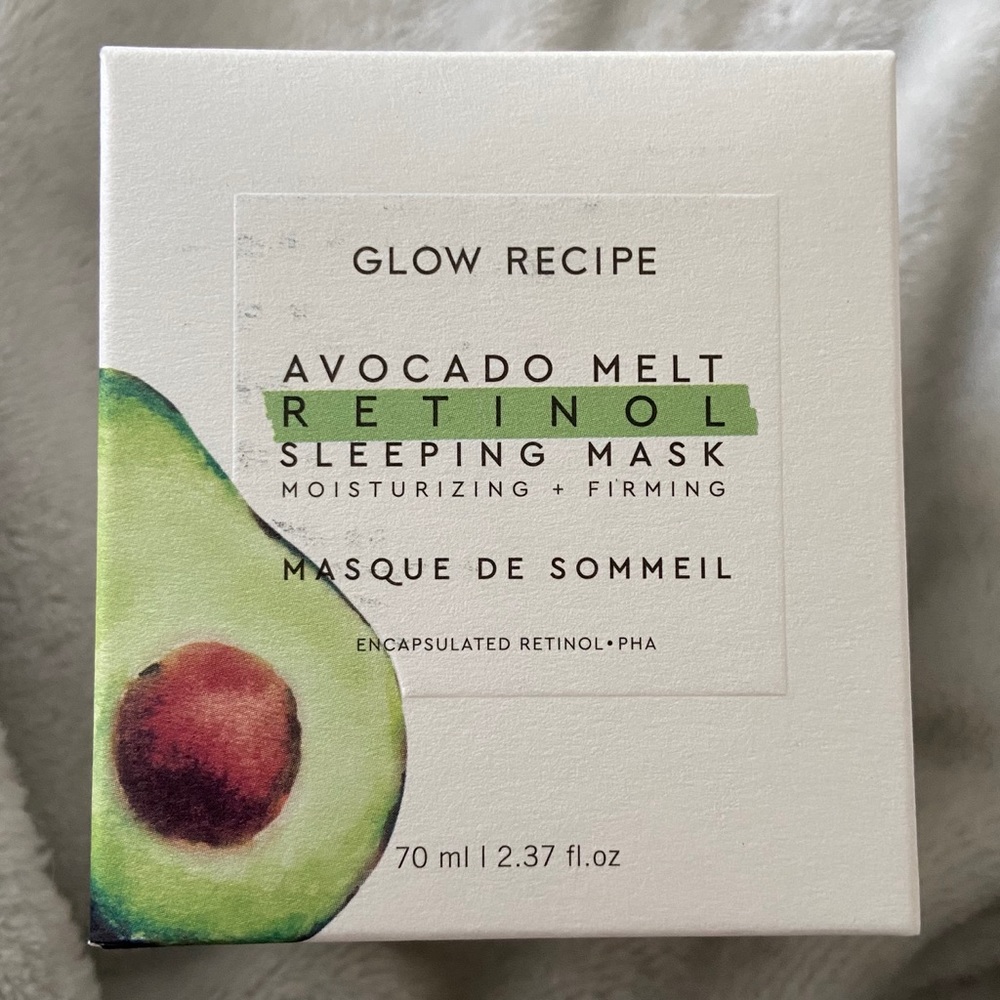 GLOW RECIPE
AVOCADO MELT
RETINOL
SLEEPING MASK
MOISTURIZING + FIRMING
MASQUE DE SOMMEIL
ENCAPSULATED RETINOL•PHA
70 ml | 2.37 fl.oz